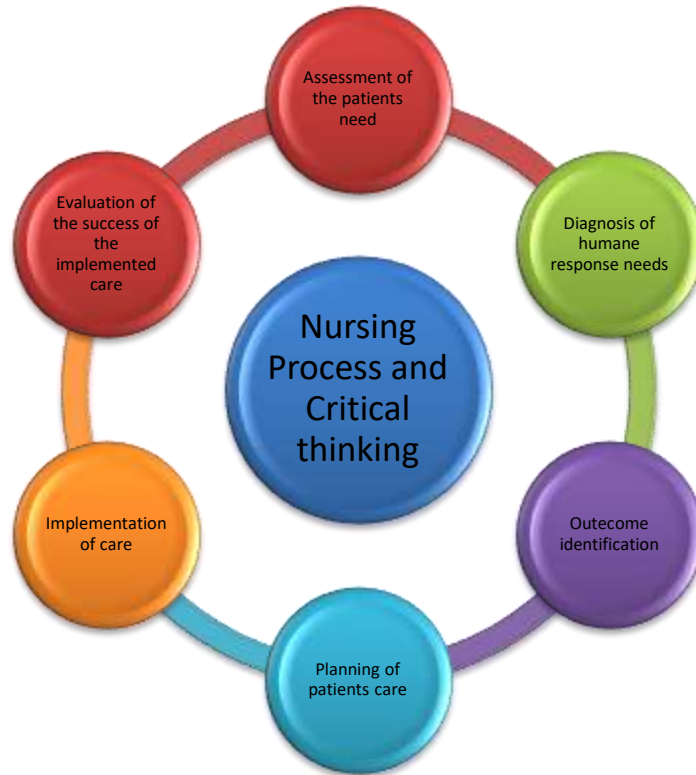 Assessment of
the patients
need
Diagnosis of
humane
response needs
Outecome
identification
Planning of
patients care
Implementation
of care
Evaluation of
the success of
the
implemented
care
Nursing
Process and
Critical
thinking